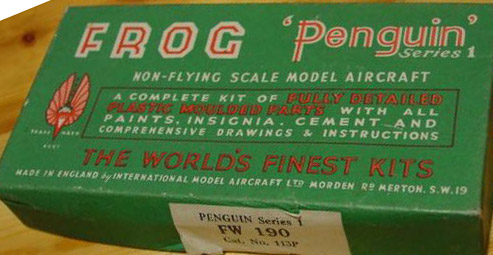 FROG 'Penguin'
Series 1
NON-FLYING SCALE MODEL AIRCRAFT
A COMPLETE KIT OF FULLY DETAILED
PLASTIC MOULDED PARTS WITH ALL
PAINTS, INSIGNIA, CEMENT AND
COMPREHENSIVE DRAWINGS & INSTRUCTIONS
TRADE MARK
THE WORLD'S FINEST KITS
MADE IN ENGLAND by INTERNATIONAL MODEL AIRCRAFT LTD MORDEN RD MERTON. S.W.19
PENGUIN Series 1
FW 190
Cat. No. 113P